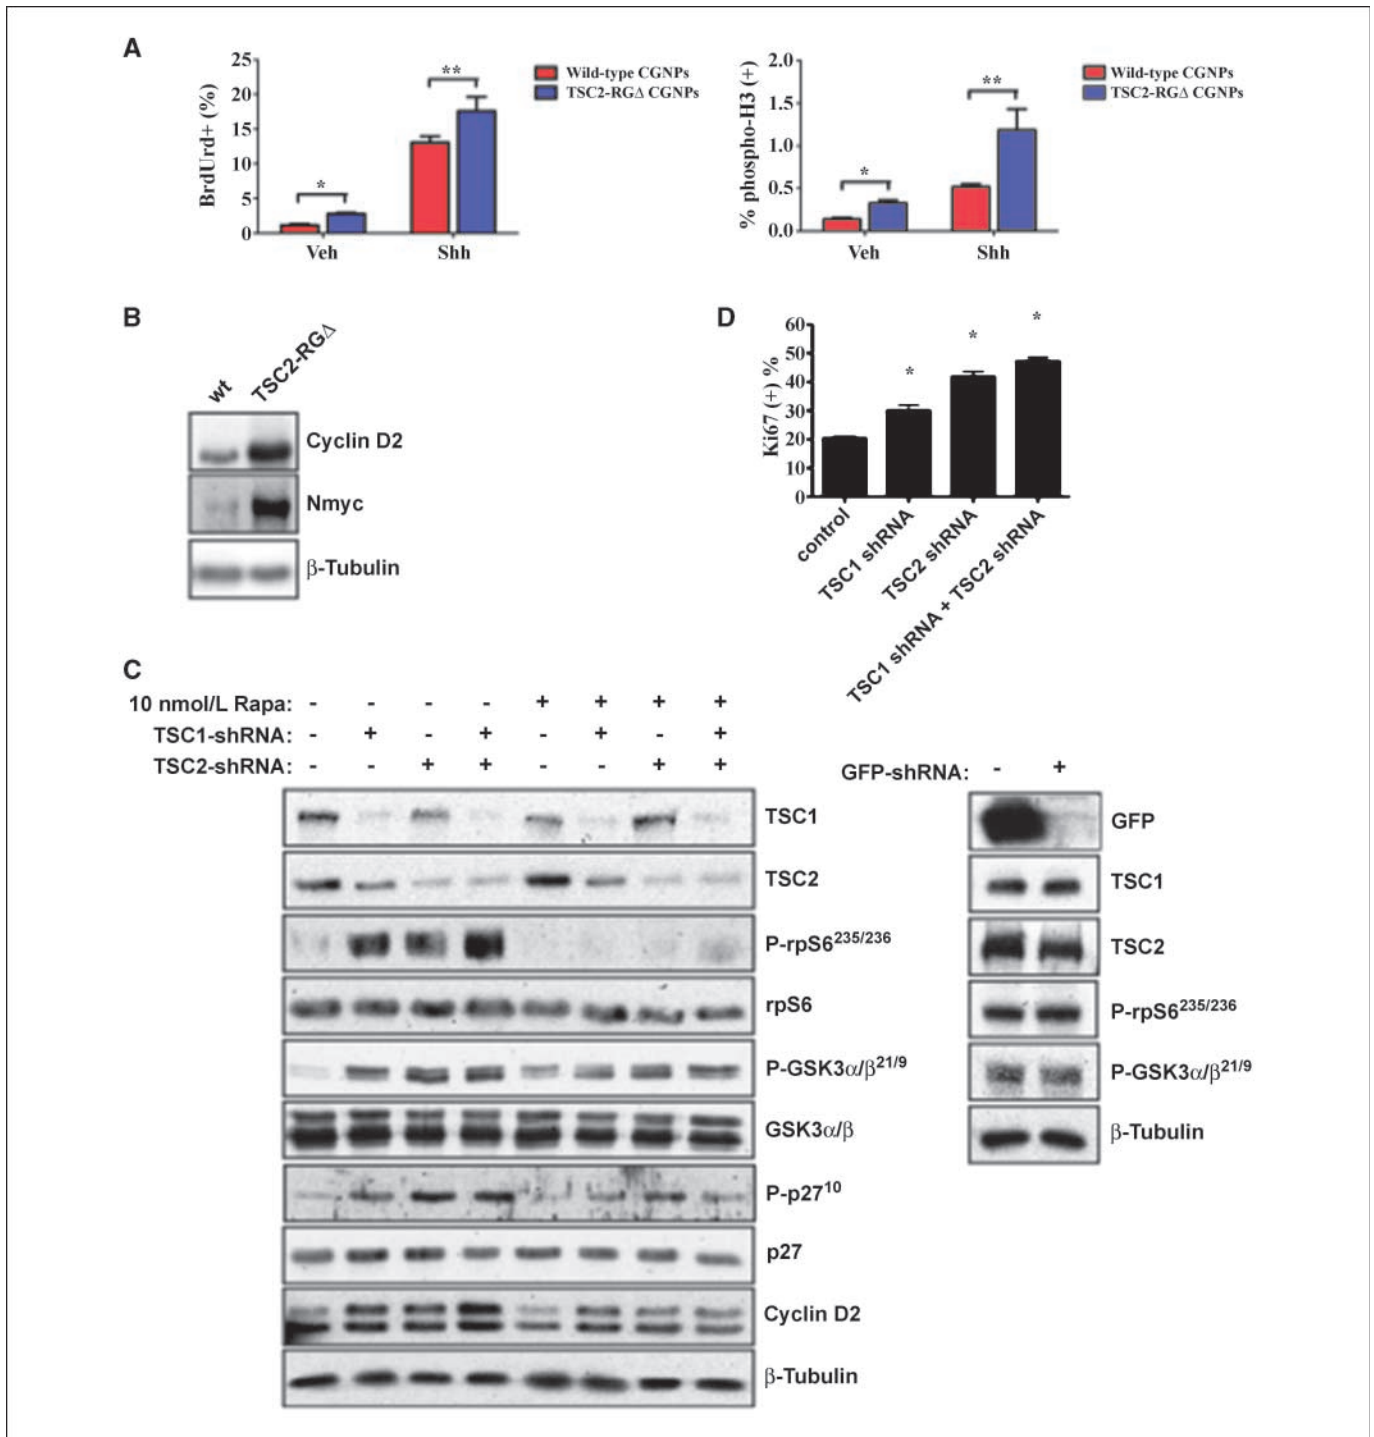 A
BrdUrd+ (%)
25
20
15
10
5
0
*
**
Veh
Shh
Wild-type CGNPs
TSC2-RGΔ CGNPs
% phospho-H3 (+)
2.0
1.5
1.0
0.5
0.0
*
**
Veh
Shh
Wild-type CGNPs
TSC2-RGΔ CGNPs
B
wt
TSC2-RGΔ
Cyclin D2
Nmyc
β-Tubulin
D
Ki67 (+) %
60
50
40
30
20
10
0
*
*
*
control
TSC1 shRNA
TSC2 shRNA
TSC1 shRNA + TSC2 shRNA
C
10 nmol/L Rapa: - - - - + + + +
TSC1-shRNA: - + - + - + - +
TSC2-shRNA: - - + + - - + +
TSC1
TSC2
P-rpS6235/236
rpS6
P-GSK3α/β21/9
GSK3α/β
P-p2710
p27
Cyclin D2
β-Tubulin
GFP-shRNA: - +
GFP
TSC1
TSC2
P-rpS6235/236
P-GSK3α/β21/9
β-Tubulin